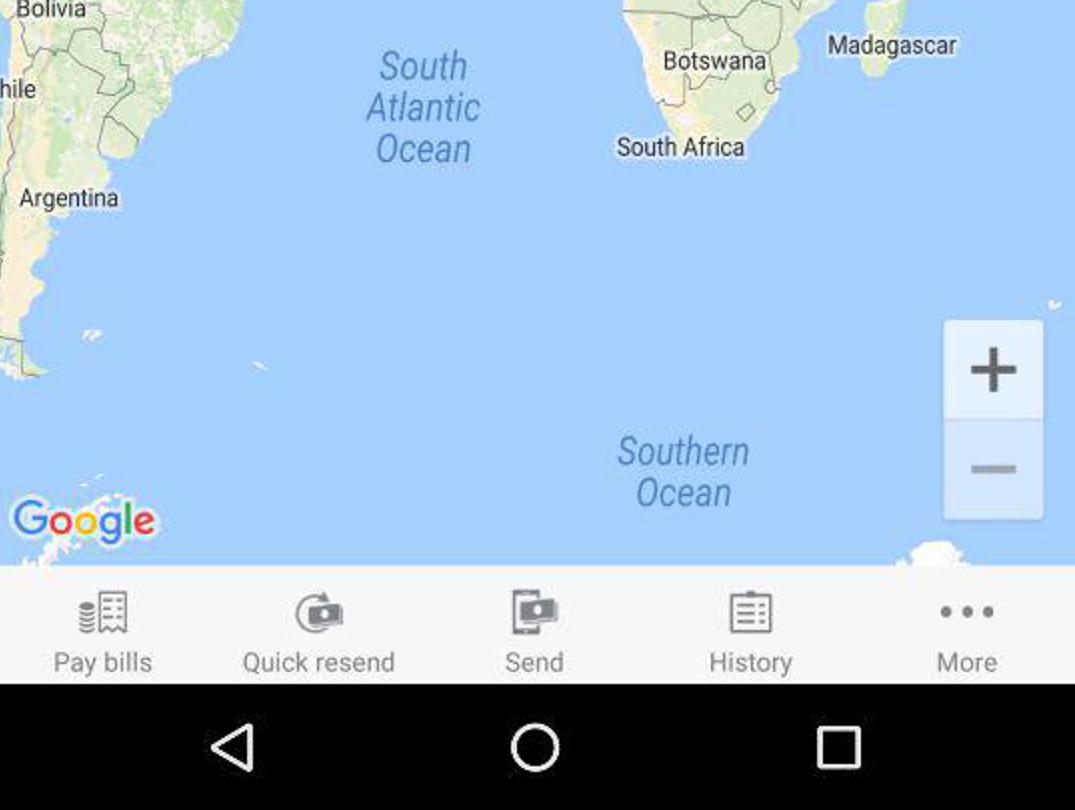 Bolivia
hile
Argentina
South
Atlantic
Ocean
Botswana
Madagascar
South Africa
Southern
Ocean
Google
Pay bills
Quick resend
Send
History
More